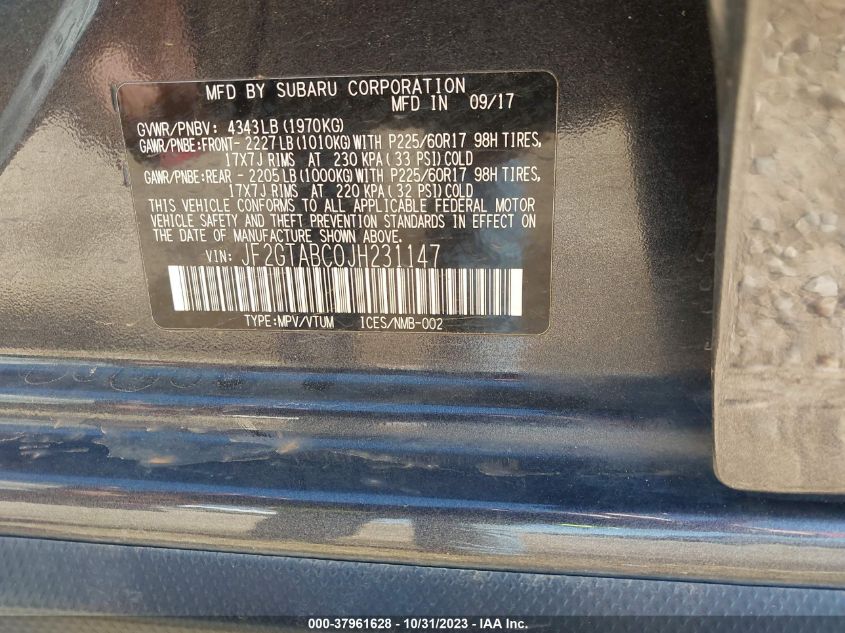 MFD BY SUBARU CORPORATION
MFD IN 09/17
GVWR/PNBV: 4343LB(1970KG)
GAWR/PNBE:FRONT- 2227LB(1010KG)WITH P225/60R17 98H TIRES,
17X7J RIMS AT 230 KPA( 33 PSI)COLD
GAWR/PNBE:REAR - 2205LB(1000KG)WITH P225/60R17 98H TIRES,
17X7J RIMS AT 220 KPA( 32 PSI)COLD
THIS VEHICLE CONFORMS TO ALL APPLICABLE FEDERAL MOTOR
VEHICLE SAFETY AND THEFT PREVENTION STANDARDS IN EFFECT ON
THE DATE OF MANUFACTURE SHOWN ABOVE.
VIN: JF2GTABC0JH231147
TYPE:MPV/VTUM ICES/NMB-002
000-37961628 - 10/31/2023 - IAA Inc.